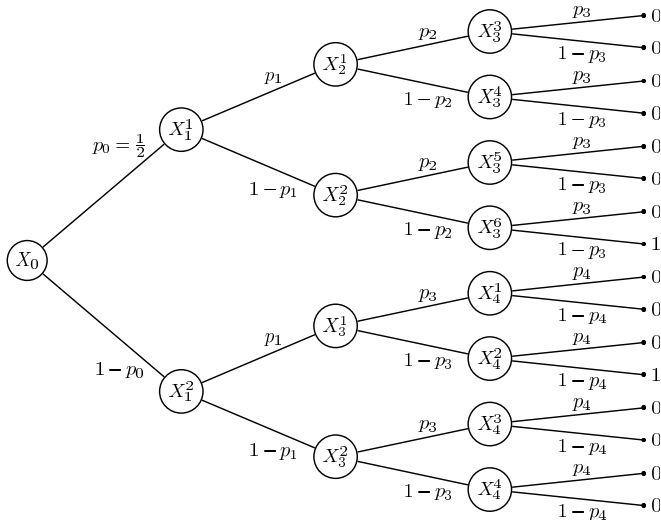 p₃ 0
X₃³
p₂ 1 − p₃ 0
X₂¹
p₃ 0
p₁ 1 − p₂ X₃⁴
1 − p₃ 0
p₀ = 1/2 X₁¹
p₃ 0
p₂ X₃⁵
1 − p₁ 1 − p₃ 0
X₂²
p₃ 0
1 − p₂ X₃⁶
1 − p₃ 1
X₀
p₄ 0
p₃ X₄¹
1 − p₄ 0
p₁ X₃¹
p₄ 0
1 − p₀ 1 − p₃ X₄²
1 − p₄ 1
X₁²
p₄ 0
p₃ X₄³
1 − p₁ 1 − p₄ 0
X₃²
p₄ 0
1 − p₃ X₄⁴
1 − p₄ 0